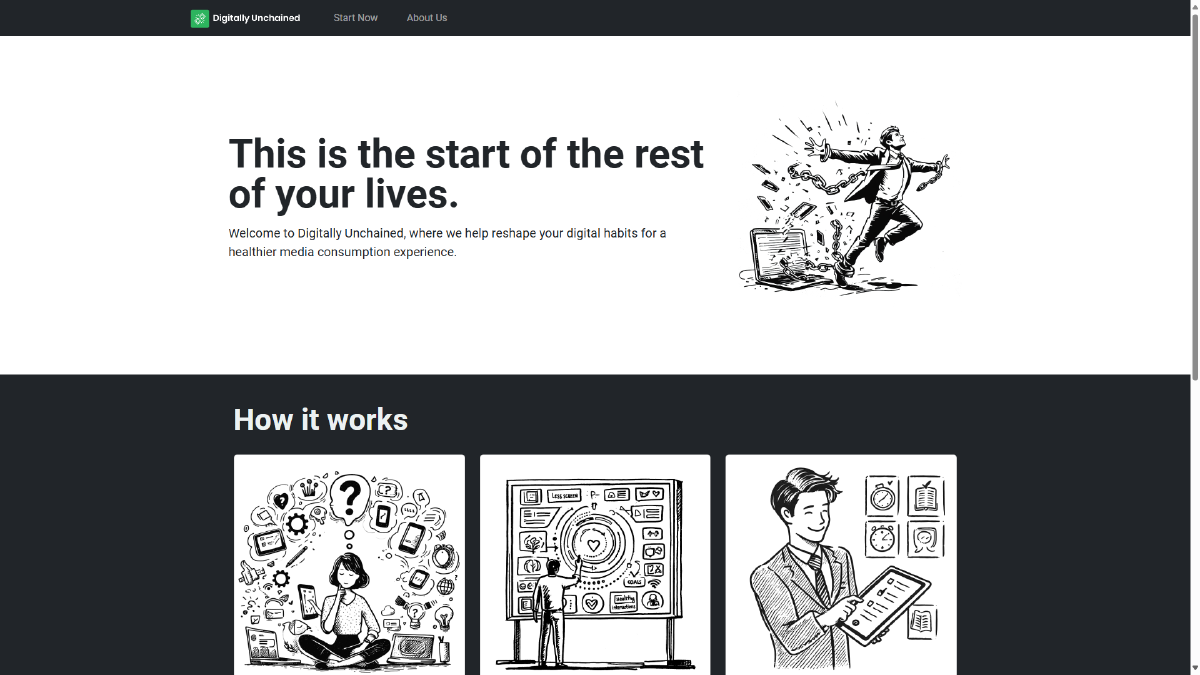 Digitally Unchained
Start Now
About Us
This is the start of the rest
of your lives.
Welcome to Digitally Unchained, where we help reshape your digital habits for a
healthier media consumption experience.
How it works
LESS SCREEN
GOALS
Healthy